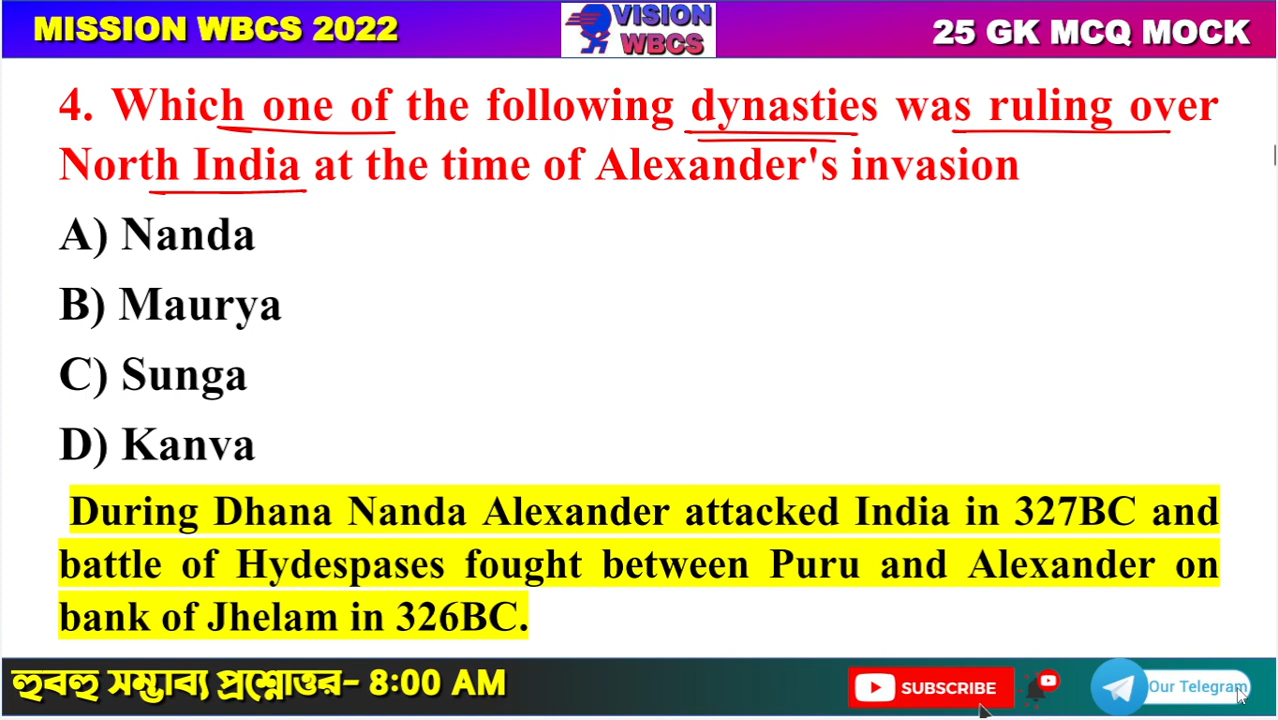 MISSION WBCS 2022
VISION
WBCS
25 GK MCQ MOCK
4. Which one of the following dynasties was ruling over
North India at the time of Alexander's invasion
A) Nanda
B) Maurya
C) Sunga
D) Kanva
During Dhana Nanda Alexander attacked India in 327BC and
battle of Hydespases fought between Puru and Alexander on
bank of Jhelam in 326BC.
হুবহু সম্ভাব্য প্রশ্নোত্তর- 8:00 AM
SUBSCRIBE
Our Telegram